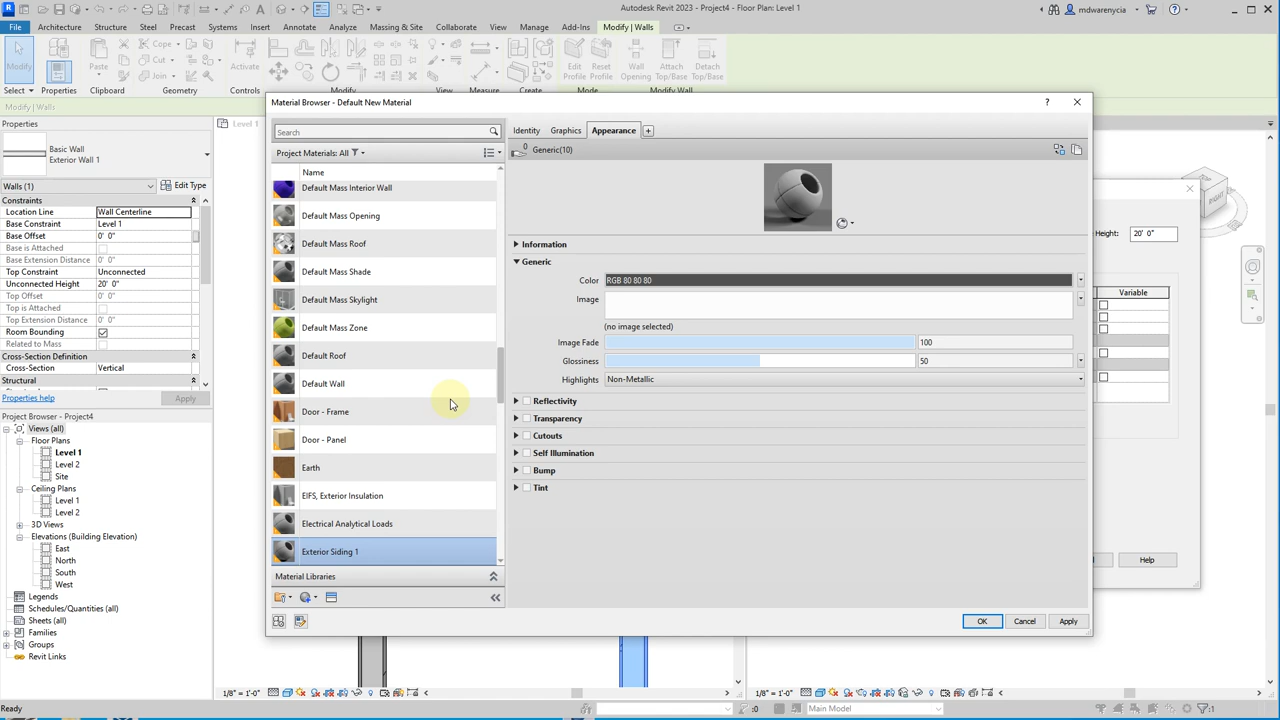 Autodesk Revit 2023 - Project4 - Floor Plan: Level 1
mdwarenycia
File Architecture Structure Steel Precast Systems Insert Annotate Analyze Massing & Site Collaborate View Manage Add-Ins Modify | Walls
Modify Paste Cut Join Activate Edit Profile Reset Profile Wall Opening Attach Top/Base Detach Top/Base
Select Properties Clipboard Geometry Controls Modify View Measure Create Mode Modify Wall
Modify | Walls
Properties
Basic Wall
Exterior Wall 1
Walls (1) Edit Type
Constraints
Location Line Wall Centerline
Base Constraint Level 1
Base Offset 0' 0"
Base is Attached
Base Extension Distance 0' 0"
Top Constraint Unconnected
Unconnected Height 20' 0"
Top Offset 0' 0"
Top is Attached
Top Extension Distance 0' 0"
Room Bounding
Related to Mass
Cross-Section Definition
Cross-Section Vertical
Structural
Properties help Apply
Project Browser - Project4
Views (all)
Floor Plans
Level 1
Level 2
Site
Ceiling Plans
Level 1
Level 2
3D Views
Elevations (Building Elevation)
East
North
South
West
Legends
Schedules/Quantities (all)
Sheets (all)
Families
Groups
Revit Links
Level 1
Material Browser - Default New Material
?
Search
Project Materials: All
Name
Default Mass Interior Wall
Default Mass Opening
Default Mass Roof
Default Mass Shade
Default Mass Skylight
Default Mass Zone
Default Roof
Default Wall
Door - Frame
Door - Panel
Earth
EIFS, Exterior Insulation
Electrical Analytical Loads
Exterior Siding 1
Material Libraries
Identity Graphics Appearance +
0 Generic(10)
Information
Generic
Color RGB 80 80 80
Image
(no image selected)
Image Fade 100
Glossiness 50
Highlights Non-Metallic
Reflectivity
Transparency
Cutouts
Self Illumination
Bump
Tint
OK Cancel Apply
RIGHT
Height: 20' 0"
Variable
Help
1/8" = 1'-0"
1/8" = 1'-0"
Ready
:0
Main Model
:1